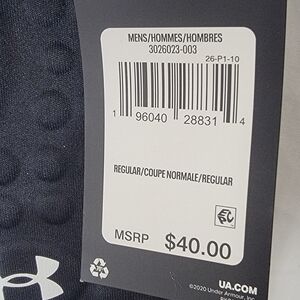 MENS/HOMMES/HOMBRES
3026023-003
26-P1-10
1 96040 28831 4
REGULAR/COUPE NORMALE/REGULAR
MSRP $40.00
UA.COM
©2020 Under Armour, Inc.